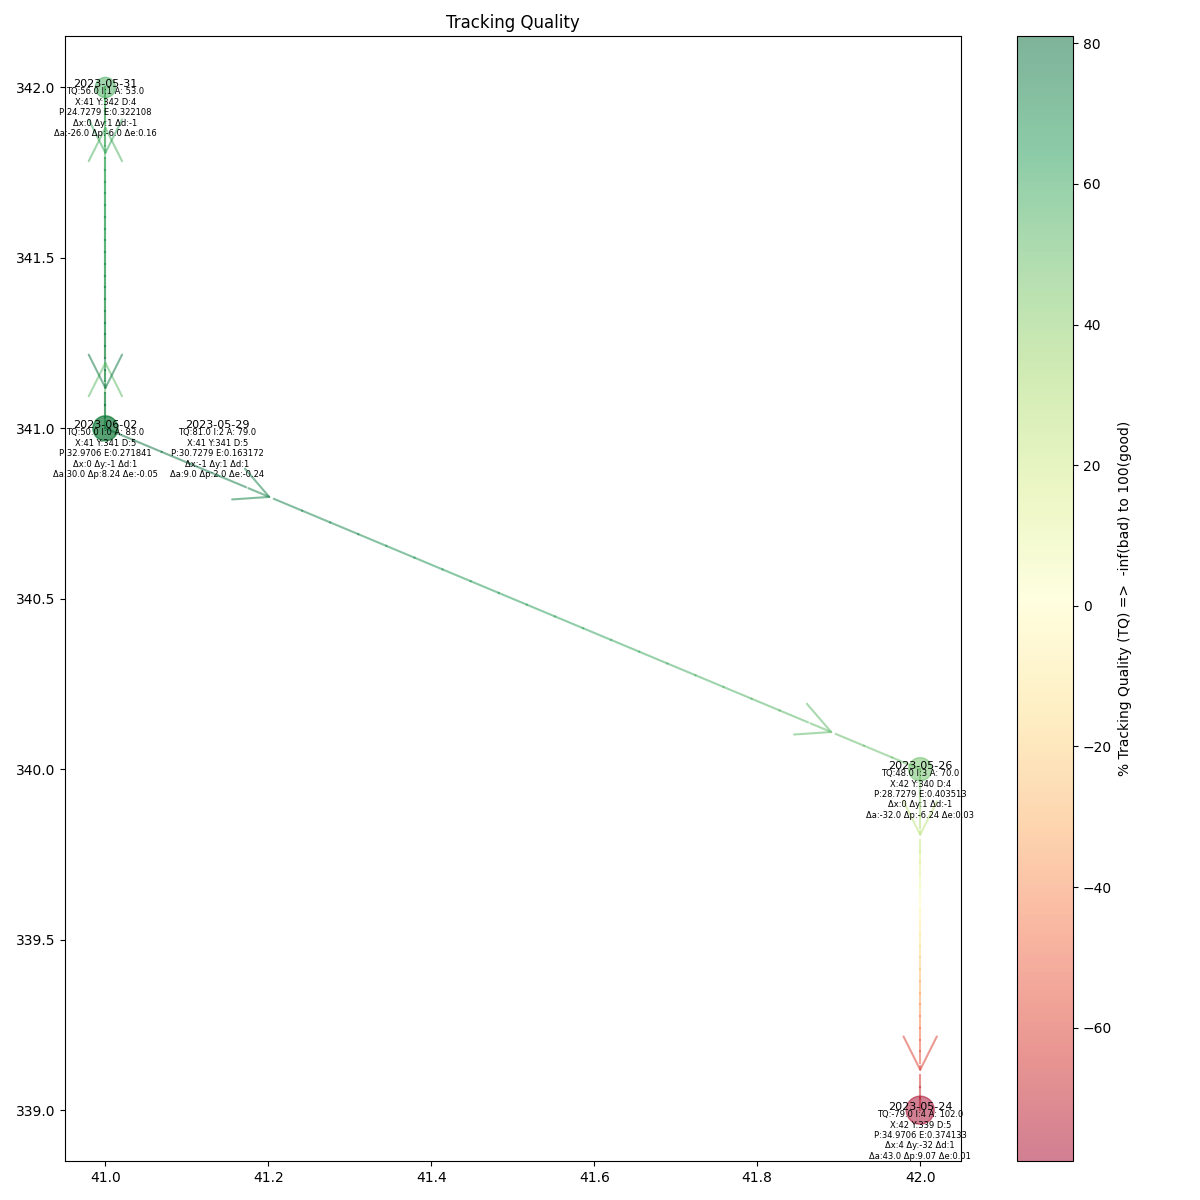 Tracking Quality
2023-05-31
TQ:56.0 I:1 A: 53.0
X:41 Y:342 D:4
P:24.7279 E:0.322108
Δx:0 Δy:1 Δd:-1
Δa:-26.0 Δp:-6.0 Δe:0.16
2023-06-02
TQ:50.0 I:0 A: 83.0
X:41 Y:341 D:5
P:32.9706 E:0.271841
Δx:0 Δy:-1 Δd:1
Δa:30.0 Δp:8.24 Δe:-0.05
2023-05-29
TQ:81.0 I:2 A: 79.0
X:41 Y:341 D:5
P:30.7279 E:0.163172
Δx:-1 Δy:1 Δd:1
Δa:9.0 Δp:2.0 Δe:-0.24
2023-05-26
TQ:48.0 I:3 A: 70.0
X:42 Y:340 D:4
P:28.7279 E:0.403513
Δx:0 Δy:1 Δd:-1
Δa:-32.0 Δp:-6.24 Δe:0.03
2023-05-24
TQ:-79.0 I:4 A: 102.0
X:42 Y:339 D:5
P:34.9706 E:0.374133
Δx:4 Δy:-32 Δd:1
Δa:43.0 Δp:9.07 Δe:0.01
342.0
341.5
341.0
340.5
340.0
339.5
339.0
41.0 41.2 41.4 41.6 41.8 42.0
80
60
40
20
0
−20
−40
−60
% Tracking Quality (TQ) => -inf(bad) to 100(good)